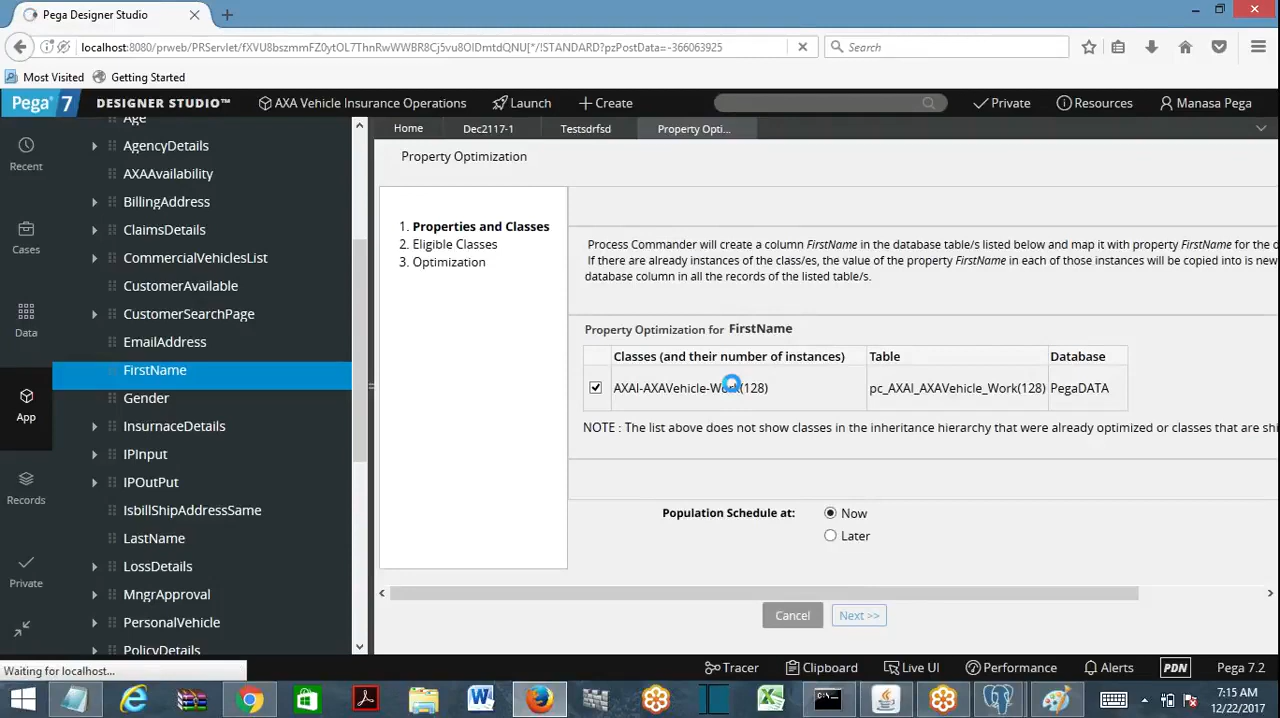 Pega Designer Studio
localhost:8080/prweb/PRServlet/fXVU8bszmmFZ0ytOL7ThnRwWWBR8Cj5vu8OIDmtdQNU[*/!STANDARD?pzPostData=-366063925
Search
Most Visited
Getting Started
Pega 7
DESIGNER STUDIO™
AXA Vehicle Insurance Operations
Launch
Create
Private
Resources
Manasa Pega
Home
Dec2117-1
Testsdrfsd
Property Opti...
Recent
Cases
Data
App
Records
Private
Age
AgencyDetails
AXAAvailability
BillingAddress
ClaimsDetails
CommercialVehiclesList
CustomerAvailable
CustomerSearchPage
EmailAddress
FirstName
Gender
InsurnaceDetails
IPInput
IPOutPut
IsbillShipAddressSame
LastName
LossDetails
MngrApproval
PersonalVehicle
PolicyDetails
Property Optimization
1. Properties and Classes
2. Eligible Classes
3. Optimization
Process Commander will create a column FirstName in the database table/s listed below and map it with property FirstName for the c
If there are already instances of the class/es, the value of the property FirstName in each of those instances will be copied into is new
database column in all the records of the listed table/s.
Property Optimization for FirstName
Classes (and their number of instances) Table Database
AXAI-AXAVehicle-Work(128) pc_AXAI_AXAVehicle_Work(128) PegaDATA
NOTE : The list above does not show classes in the inheritance hierarchy that were already optimized or classes that are shi
Population Schedule at:
Now
Later
Cancel
Next >>
Waiting for localhost...
Tracer
Clipboard
Live UI
Performance
Alerts
PDN
Pega 7.2
7:15 AM
12/22/2017